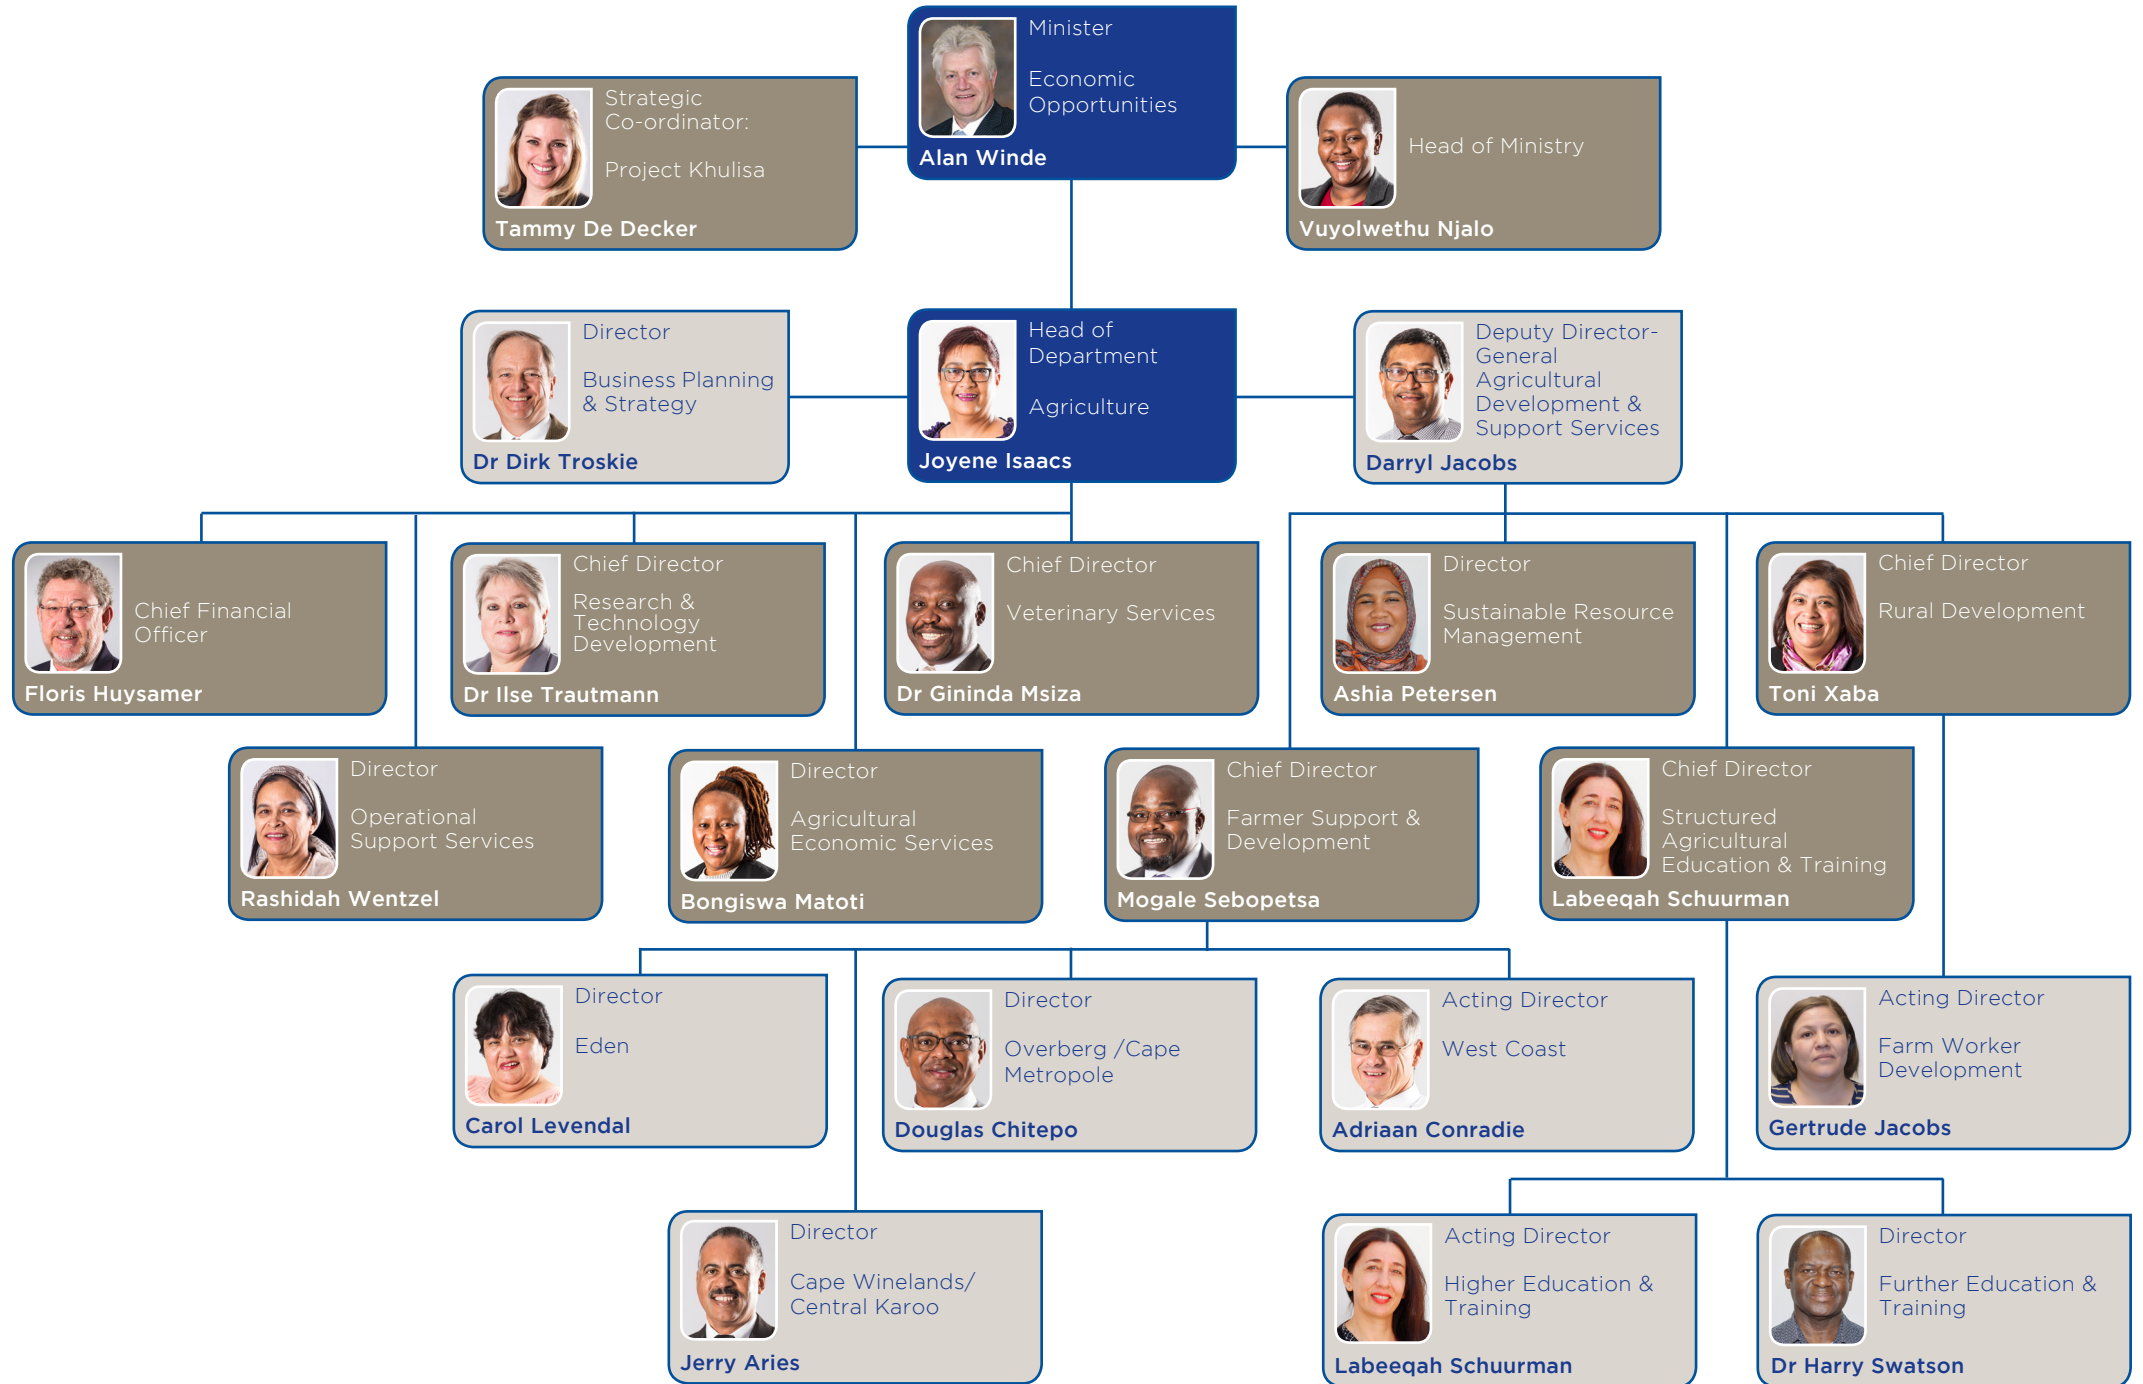 Minister
Economic
Opportunities
Alan Winde
Strategic
Co-ordinator:
Project Khulisa
Tammy De Decker
Head of Ministry
Vuyolwethu Njalo
Director
Business Planning
& Strategy
Dr Dirk Troskie
Head of
Department
Agriculture
Joyene Isaacs
Deputy Director-
General
Agricultural
Development &
Support Services
Darryl Jacobs
Chief Financial
Officer
Floris Huysamer
Chief Director
Research &
Technology
Development
Dr Ilse Trautmann
Chief Director
Veterinary Services
Dr Gininda Msiza
Director
Sustainable Resource
Management
Ashia Petersen
Chief Director
Rural Development
Toni Xaba
Director
Operational
Support Services
Rashidah Wentzel
Director
Agricultural
Economic Services
Bongiswa Matoti
Chief Director
Farmer Support &
Development
Mogale Sebopetsa
Chief Director
Structured
Agricultural
Education & Training
Labeeqah Schuurman
Director
Eden
Carol Levendal
Director
Overberg /Cape
Metropole
Douglas Chitepo
Acting Director
West Coast
Adriaan Conradie
Acting Director
Farm Worker
Development
Gertrude Jacobs
Director
Cape Winelands/
Central Karoo
Jerry Aries
Acting Director
Higher Education &
Training
Labeeqah Schuurman
Director
Further Education &
Training
Dr Harry Swatson